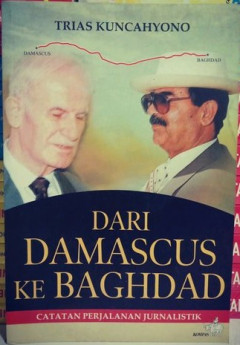 TRIAS KUNCAHYONO
DAMASCUS
BAGHDAD
DARI
DAMASCUS
KE BAGHDAD
CATATAN PERJALANAN JURNALISTIK